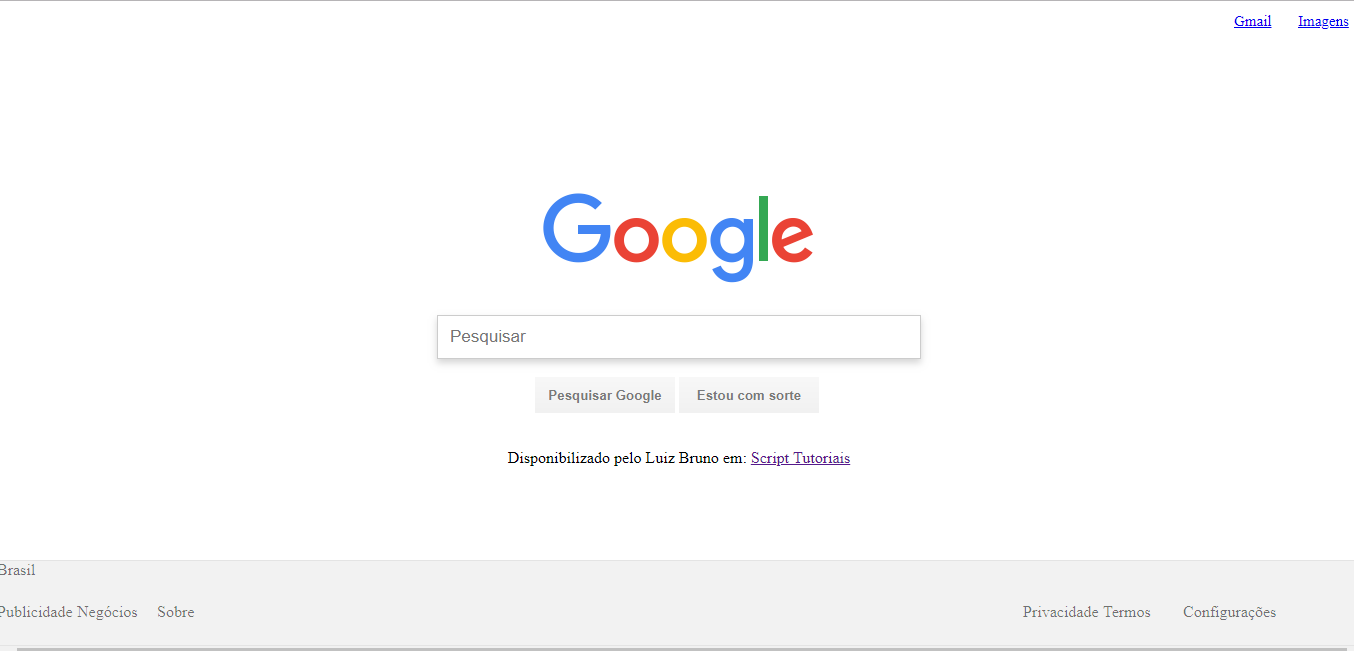 Gmail Imagens
Google
Pesquisar
Pesquisar Google Estou com sorte
Disponibilizado pelo Luiz Bruno em: Script Tutoriais
Brasil
Publicidade Negócios Sobre Privacidade Termos Configurações